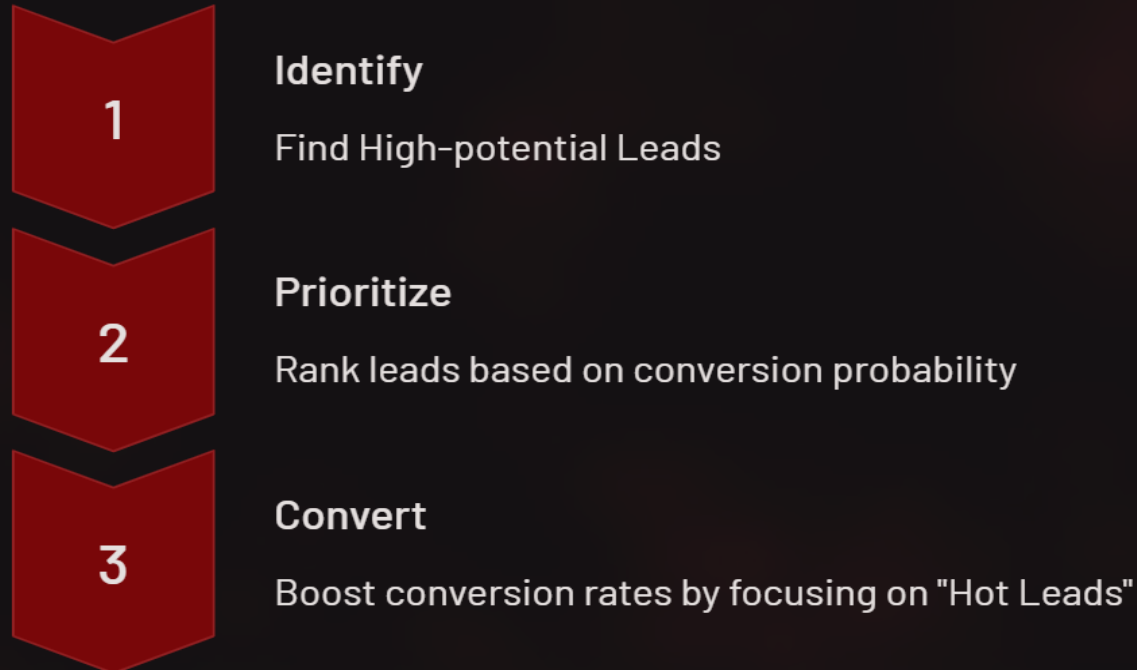 1
Identify
Find High-potential Leads
2
Prioritize
Rank leads based on conversion probability
3
Convert
Boost conversion rates by focusing on "Hot Leads"